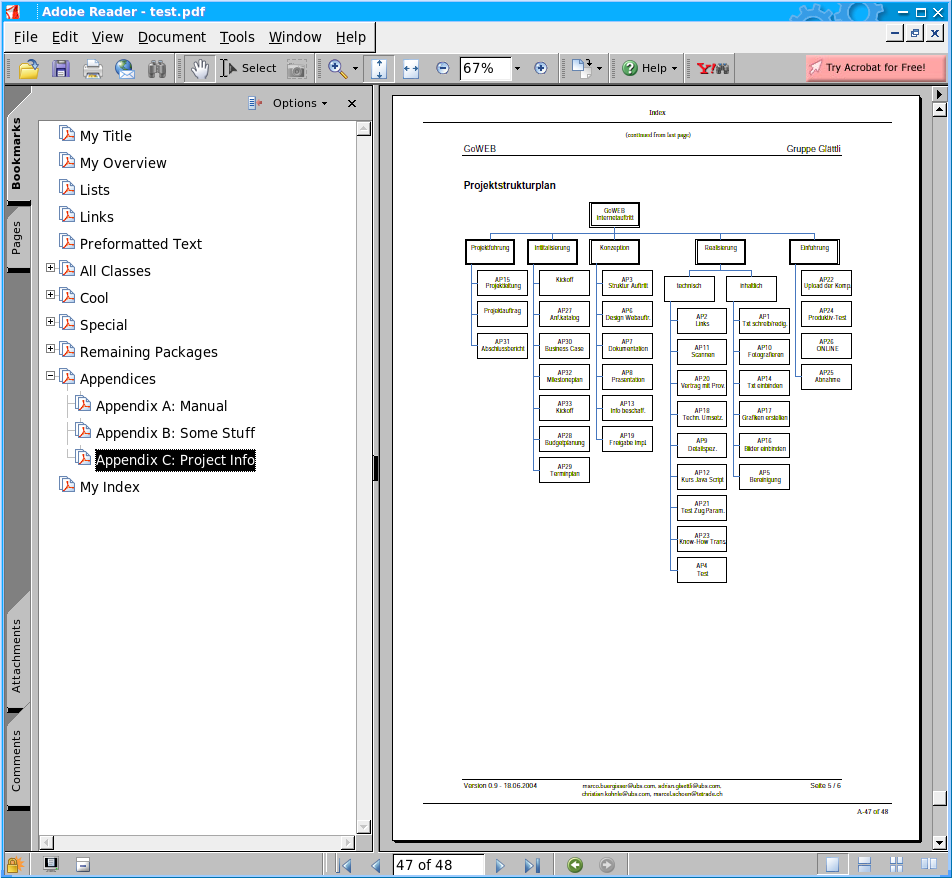 Adobe Reader - test.pdf
File Edit View Document Tools Window Help
Select
67%
Help
Y!
Try Acrobat for Free!
Options
Bookmarks
Pages
Attachments
Comments
My Title
My Overview
Lists
Links
Preformatted Text
All Classes
Cool
Special
Remaining Packages
Appendices
Appendix A: Manual
Appendix B: Some Stuff
Appendix C: Project Info
My Index
Index
(continued from last page)
GoWEB Gruppe Glättli
Projektstrukturplan
GoWEB
Internetauftritt
Projektführung
Initialisierung
Konzeption
Realisierung
Einführung
AP15
Projektleitung
Projektauftrag
AP31
Abschlussbericht
Kickoff
AP27
Anf.katalog
AP30
Business Case
AP32
Milestoneplan
AP33
Kickoff
AP28
Budgetplanung
AP29
Terminplan
AP3
Struktur Auftritt
AP6
Design Webauftr.
AP7
Dokumentation
AP8
Präsentation
AP13
Info beschaff.
AP19
Freigabe Impl.
technisch
AP2
Links
AP11
Scannen
AP20
Vertrag mit Prov.
AP18
Techn. Umsetz.
AP9
Detailspez.
AP12
Kurs Java Script
AP21
Test Zug.Param.
AP23
Know-How Trans.
AP4
Test
inhaltlich
AP1
Txt schreib/redig.
AP10
Fotografieren
AP14
Txt einbinden
AP17
Grafiken erstellen
AP16
Bilder einbinden
AP5
Bereinigung
AP22
Upload der Komp.
AP24
Produktiv-Test
AP26
ONLINE
AP25
Abnahme
Version 0.9 - 18.06.2004 marco.buergisser@ubs.com, adrian.glaettli@ubs.com, Seite 5 / 6
christian.kohnle@ubs.com, marcel.schoen@tetrade.ch
A-47 of 48
47 of 48